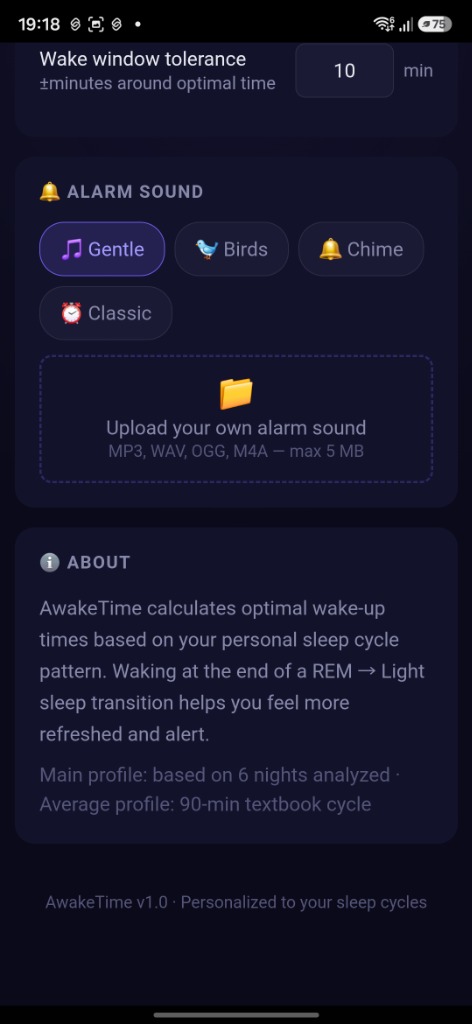 19:18
6
75
Wake window tolerance
±minutes around optimal time
10 min
ALARM SOUND
Gentle
Birds
Chime
Classic
Upload your own alarm sound
MP3, WAV, OGG, M4A — max 5 MB
ABOUT
AwakeTime calculates optimal wake-up
times based on your personal sleep cycle
pattern. Waking at the end of a REM → Light
sleep transition helps you feel more
refreshed and alert.
Main profile: based on 6 nights analyzed ·
Average profile: 90-min textbook cycle
AwakeTime v1.0 · Personalized to your sleep cycles